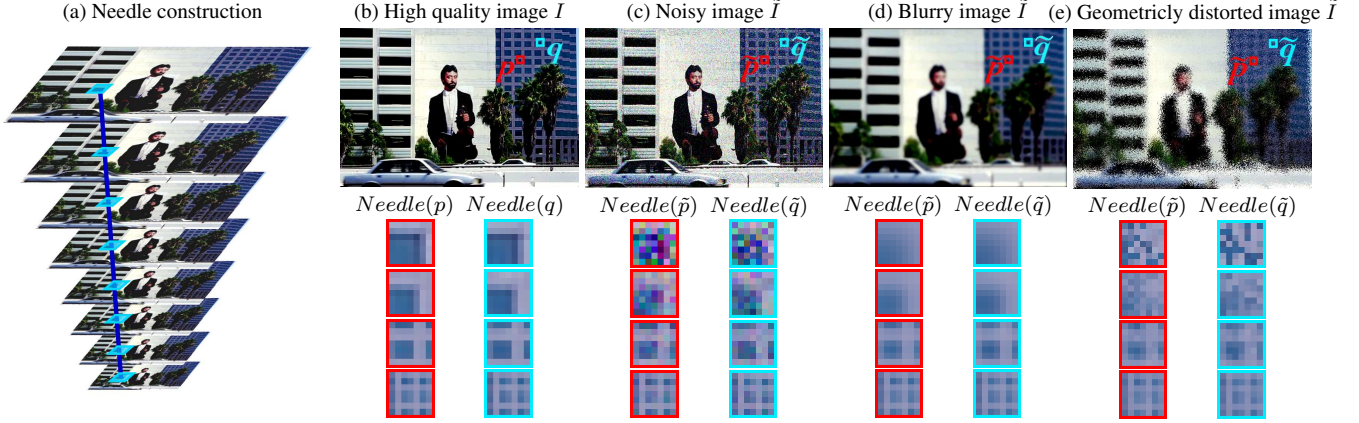 (a) Needle construction
(b) High quality image I
(c) Noisy image Ĩ
(d) Blurry image Ĩ
(e) Geometricly distorted image Ĩ
p q
p̃ q̃
p̃ q̃
p̃ q̃
Needle(p) Needle(q)
Needle(p̃) Needle(q̃)
Needle(p̃) Needle(q̃)
Needle(p̃) Needle(q̃)